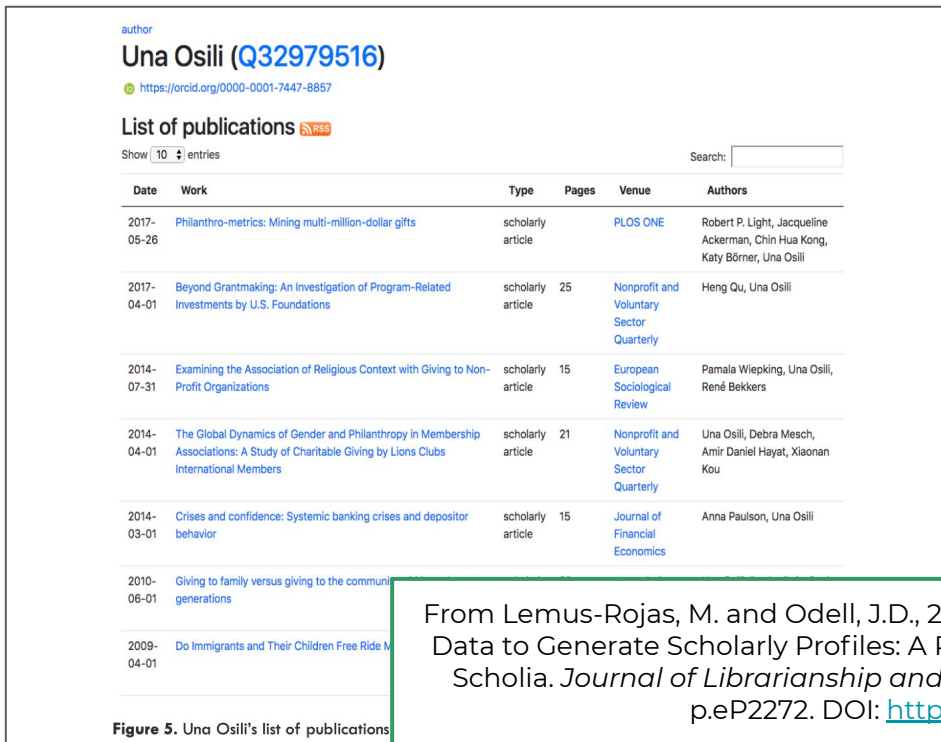 author
Una Osili (Q32979516)
https://orcid.org/0000-0001-7447-8857
List of publications RSS
Show 10 entries Search:
Date Work Type Pages Venue Authors
2017- Philanthro-metrics: Mining multi-million-dollar gifts scholarly PLOS ONE Robert P. Light, Jacqueline
05-26 article Ackerman, Chin Hua Kong,
Katy Börner, Una Osili
2017- Beyond Grantmaking: An Investigation of Program-Related scholarly 25 Nonprofit and Heng Qu, Una Osili
04-01 Investments by U.S. Foundations article Voluntary
Sector
Quarterly
2014- Examining the Association of Religious Context with Giving to Non- scholarly 15 European Pamala Wiepking, Una Osili,
07-31 Profit Organizations article Sociological René Bekkers
Review
2014- The Global Dynamics of Gender and Philanthropy in Membership scholarly 21 Nonprofit and Una Osili, Debra Mesch,
04-01 Associations: A Study of Charitable Giving by Lions Clubs article Voluntary Amir Daniel Hayat, Xiaonan
International Members Sector Kou
Quarterly
2014- Crises and confidence: Systemic banking crises and depositor scholarly 15 Journal of Anna Paulson, Una Osili
03-01 behavior article Financial
Economics
2010- Giving to family versus giving to the
06-01 generations
2009- Do Immigrants and Their Children Free Ride
04-01
From Lemus-Rojas, M. and Odell, J.D., 2
Data to Generate Scholarly Profiles: A
Scholia. Journal of Librarianship and
p.eP2272. DOI: http
Figure 5. Una Osili's list of publications